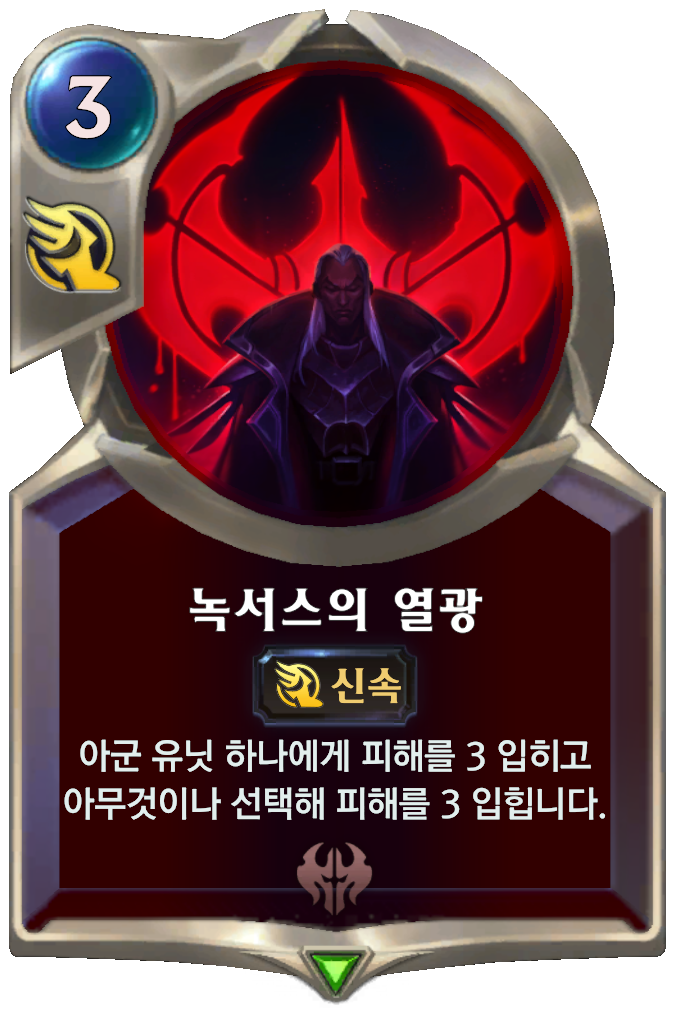 3
녹서스의 열광
신속
아군 유닛 하나에게 피해를 3 입히고
아무것이나 선택해 피해를 3 입힙니다.